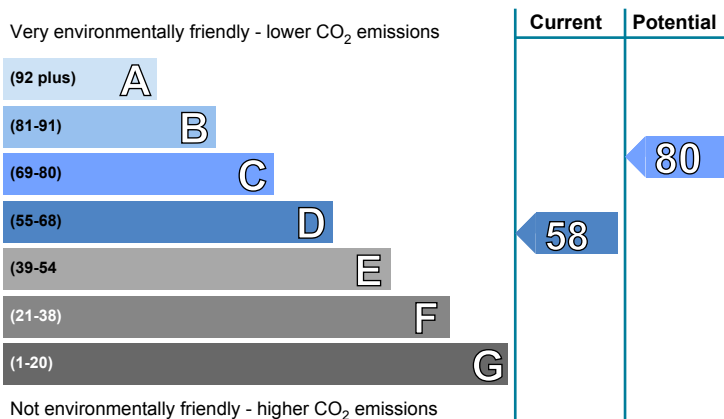 Very environmentally friendly - lower CO2 emissions
Current
Potential
(92 plus) A
(81-91) B
(69-80) C
(55-68) D
(39-54 E
(21-38) F
(1-20) G
80
58
Not environmentally friendly - higher CO2 emissions